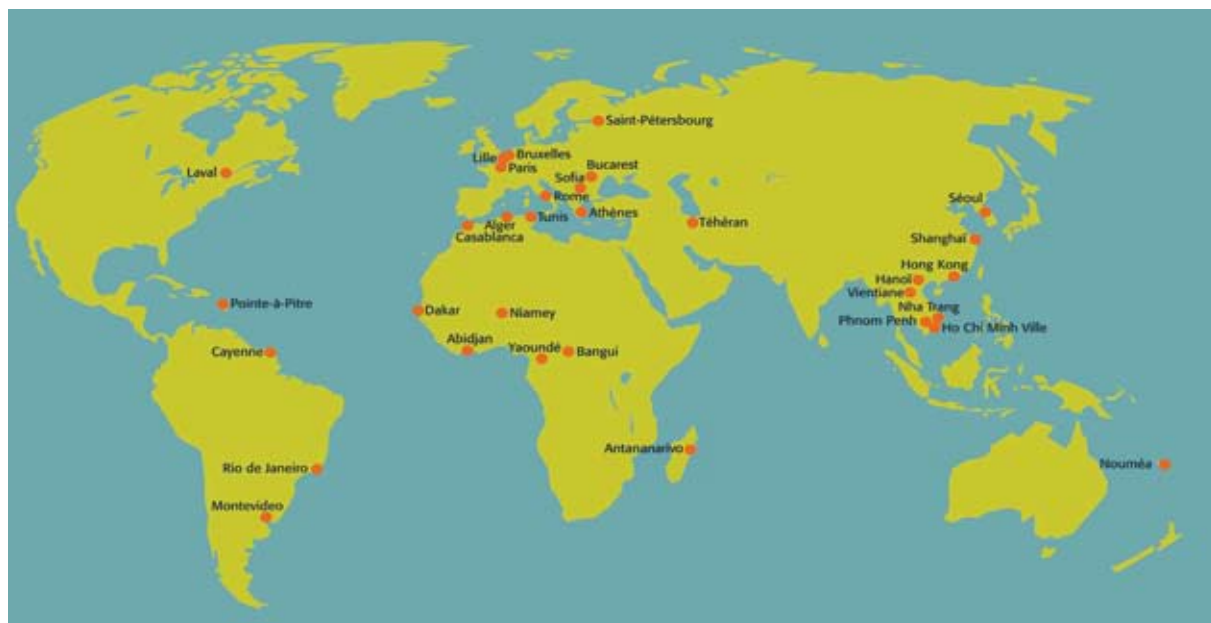 Saint-Pétersbourg
Lille
Bruxelles
Paris
Bucarest
Laval
Sofia
Rome
Séoul
Alger
Tunis
Athènes
Téhéran
Casablanca
Shanghaï
Hong Kong
Hanoï
Vientiane
Pointe-à-Pitre
Nha Trang
Dakar
Niamey
Phnom Penh
Ho Chi Minh Ville
Abidjan
Yaoundé
Bangui
Cayenne
Antananarivo
Rio de Janeiro
Nouméa
Montevideo